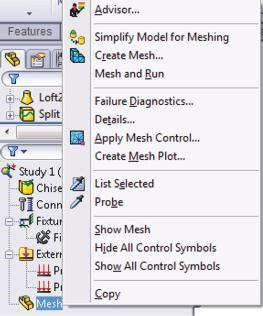 Advisor...
Simplify Model for Meshing
Create Mesh...
Mesh and Run
Failure Diagnostics...
Details...
Apply Mesh Control...
Create Mesh Plot...
List Selected
Probe
Show Mesh
Hide All Control Symbols
Show All Control Symbols
Copy
Features
Loft2
Split
Study 1 (
Chise
Conn
Fixtur
Fi
Extern
Pr
Pr
Mesh